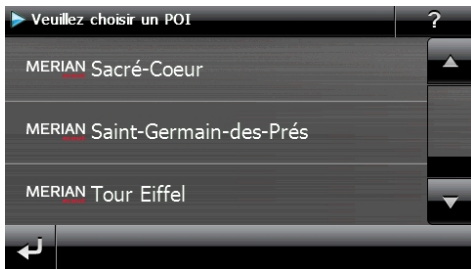 Veuillez choisir un POI ?
MERIAN Sacré-Coeur
MERIAN Saint-Germain-des-Prés
MERIAN Tour Eiffel